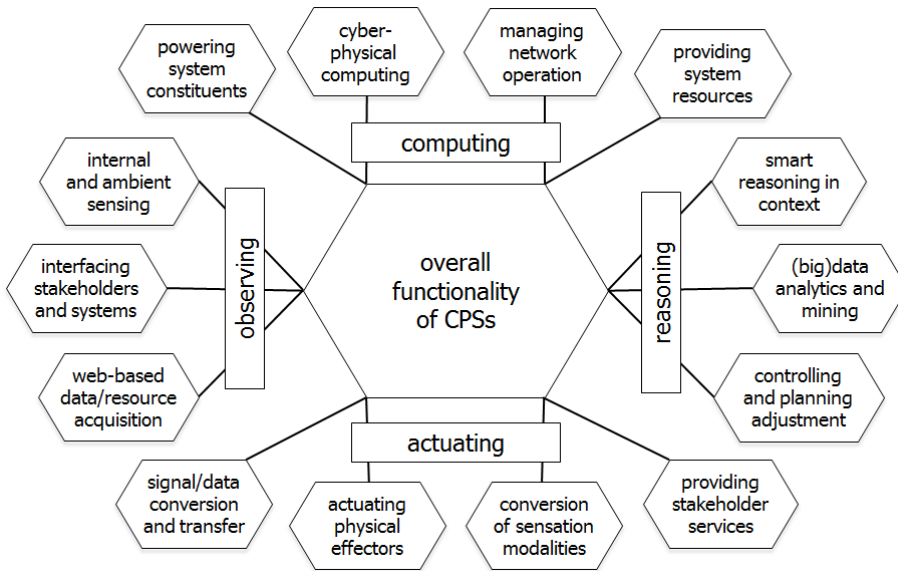 powering
system
constituents
cyber-
physical
computing
managing
network
operation
providing
system
resources
computing
internal
and ambient
sensing
smart
reasoning in
context
observing
interfacing
stakeholders
and systems
overall
functionality
of CPSs
reasoning
(big)data
analytics and
mining
web-based
data/resource
acquisition
controlling
and planning
adjustment
actuating
signal/data
conversion
and transfer
actuating
physical
effectors
conversion
of sensation
modalities
providing
stakeholder
services